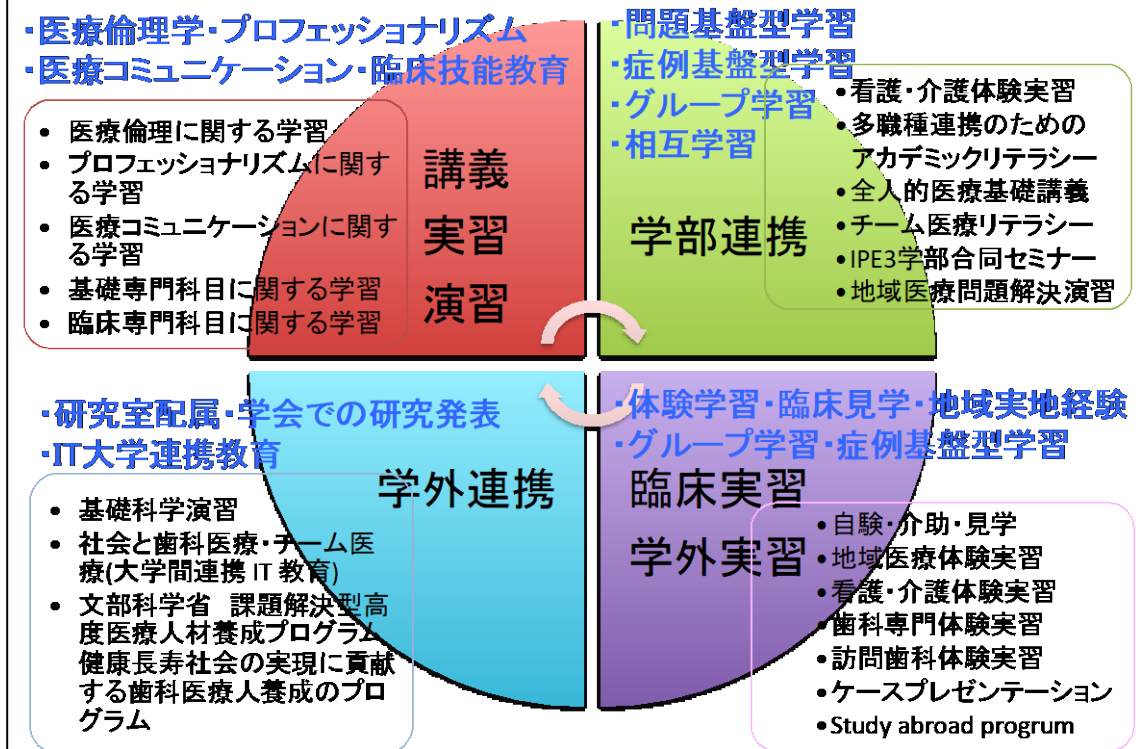 ・医療倫理学・プロフェッショナリズム
・医療コミュニケーション・臨床技能教育
• 医療倫理に関する学習
• プロフェッショナリズムに関す
る学習
• 医療コミュニケーションに関す
る学習
• 基礎専門科目に関する学習
• 臨床専門科目に関する学習
講義
実習
演習
・問題基盤型学習
・症例基盤型学習
・グループ学習
・相互学習
学部連携
•看護・介護体験実習
•多職種連携のための
アカデミックリテラシー
•全人的医療基礎講義
•チーム医療リテラシー
•IPE3学部合同セミナー
•地域医療問題解決演習
・研究室配属・学会での研究発表
・IT大学連携教育
学外連携
• 基礎科学演習
• 社会と歯科医療・チーム医
療(大学間連携 IT 教育)
• 文部科学省 課題解決型高
度医療人材養成プログラム
健康長寿社会の実現に貢献
する歯科医療人養成のプロ
グラム
・体験学習・臨床見学・地域実地経験
・グループ学習・症例基盤型学習
臨床実習
学外実習
•自験・介助・見学
•地域医療体験実習
•看護・介護体験実習
•歯科専門体験実習
•訪問歯科体験実習
•ケースプレゼンテーション
•Study abroad progrum